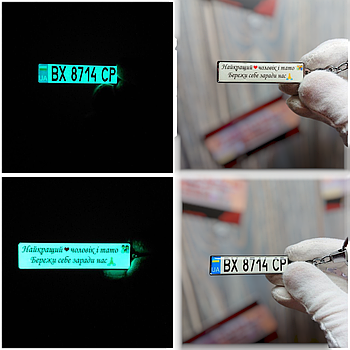 BX 8714 CP
Найкращий ❤ чоловік і тато
Бережи себе заради нас🙏
Найкращий ❤ чоловік і тато
Бережи себе заради нас🙏
UA BX 8714 CP